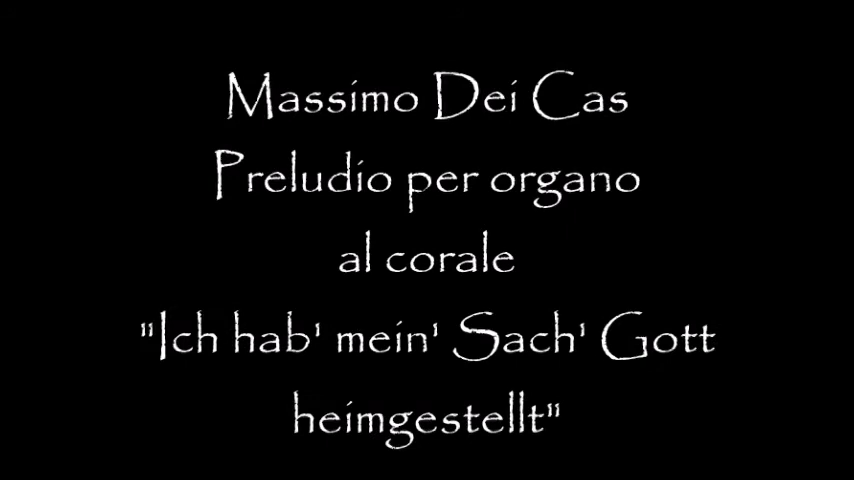 Massimo Dei Cas
Preludio per organo
al corale
"Ich hab' mein' Sach' Gott
heimgestellt"